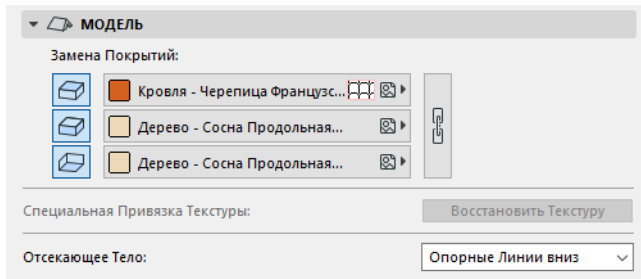 МОДЕЛЬ
Замена Покрытий:
Кровля - Черепица Французс...
Дерево - Сосна Продольная...
Дерево - Сосна Продольная...
Специальная Привязка Текстуры: Восстановить Текстуру
Отсекающее Тело: Опорные Линии вниз